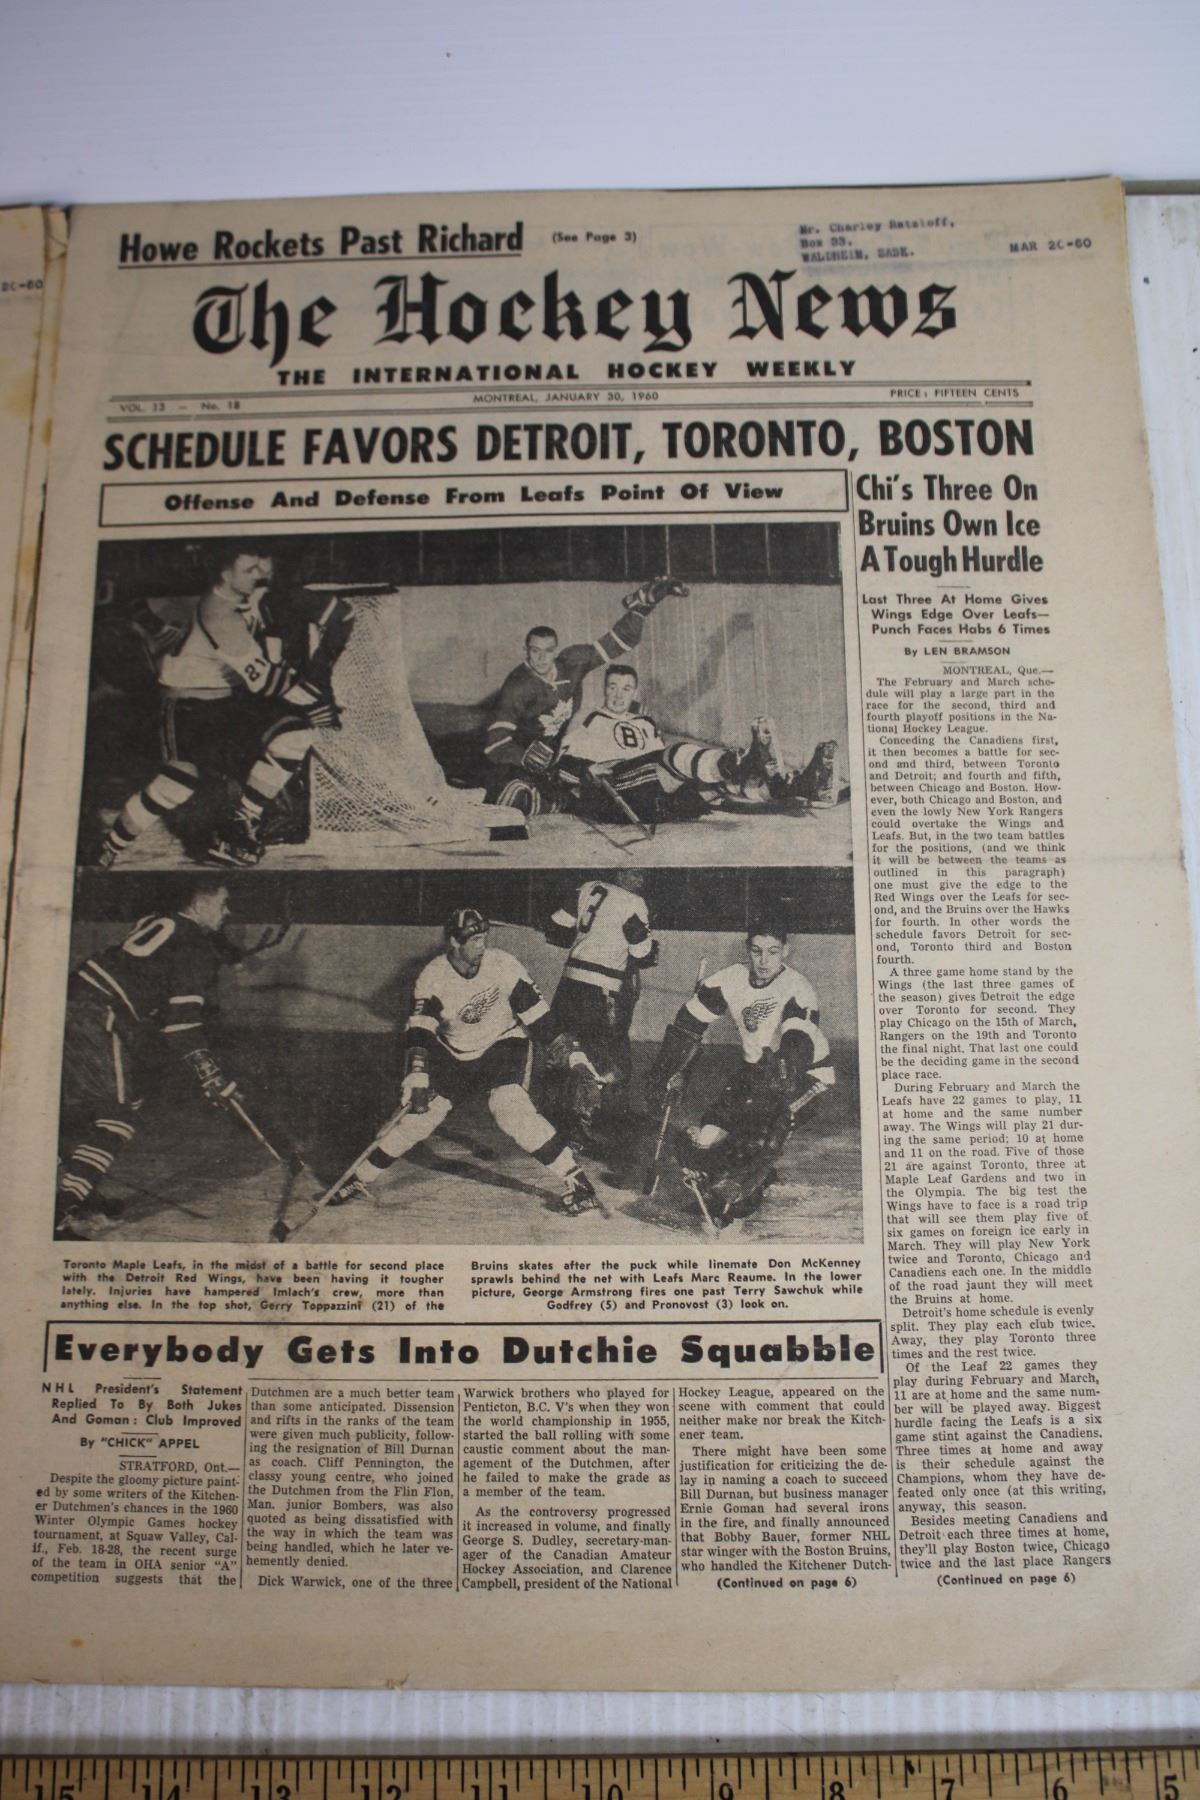 Howe Rockets Past Richard (See Page 3)
Mr. Charley Rataloff,
Box 33,
WALDHEIM, SASK.
MAR 2C-60
8C-60
The Hockey News
THE INTERNATIONAL HOCKEY WEEKLY
VOL. 13 — No. 18
MONTREAL, JANUARY 30, 1960
PRICE: FIFTEEN CENTS
SCHEDULE FAVORS DETROIT, TORONTO, BOSTON
Offense And Defense From Leafs Point Of View
21
B
3
Toronto Maple Leafs, in the midst of a battle for second place
with the Detroit Red Wings, have been having it tougher
lately. Injuries have hampered Imlach's crew, more than
anything else. In the top shot, Gerry Toppazzini (21) of the
Bruins skates after the puck while linemate Don McKenney
sprawls behind the net with Leafs Marc Reaume. In the lower
picture, George Armstrong fires one past Terry Sawchuk while
Godfrey (5) and Pronovost (3) look on.
Chi's Three On
Bruins Own Ice
A Tough Hurdle
Last Three At Home Gives
Wings Edge Over Leafs—
Punch Faces Habs 6 Times
By LEN BRAMSON
MONTREAL, Que.—
The February and March sche-
dule will play a large part in the
race for the second, third and
fourth playoff positions in the Na-
tional Hockey League.
Conceding the Canadiens first,
it then becomes a battle for sec-
ond and third, between Toronto
and Detroit; and fourth and fifth,
between Chicago and Boston. How-
ever, both Chicago and Boston, and
even the lowly New York Rangers
could overtake the Wings and
Leafs. But, in the two team battles
for the positions, (and we think
it will be between the teams as
outlined in this paragraph)
one must give the edge to the
Red Wings over the Leafs for sec-
ond, and the Bruins over the Hawks
for fourth. In other words the
schedule favors Detroit for sec-
ond, Toronto third and Boston
fourth.
A three game home stand by the
Wings (the last three games of
the season) gives Detroit the edge
over Toronto for second. They
play Chicago on the 15th of March,
Rangers on the 19th and Toronto
the final night. That last one could
be the deciding game in the second
place race.
During February and March the
Leafs have 22 games to play, 11
at home and the same number
away. The Wings will play 21 dur-
ing the same period; 10 at home
and 11 on the road. Five of those
21 are against Toronto, three at
Maple Leaf Gardens and two in
the Olympia. The big test the
Wings have to face is a road trip
that will see them play five of
six games on foreign ice early in
March. They will play New York
twice and Toronto, Chicago and
Canadiens each one. In the middle
of the road jaunt they will meet
the Bruins at home.
Detroit's home schedule is evenly
split. They play each club twice.
Away, they play Toronto three
times and the rest twice.
Of the Leaf 22 games they
play during February and March,
11 are at home and the same num-
ber will be played away. Biggest
hurdle facing the Leafs is a six
game stint against the Canadiens.
Three times at home and away
is their schedule against the
Champions, whom they have de-
feated only once (at this writing,
anyway, this season.
Besides meeting Canadiens and
Detroit each three times at home,
they'll play Boston twice, Chicago
twice and the last place Rangers
(Continued on page 6)
Everybody Gets Into Dutchie Squabble
NHL President's Statement
Replied To By Both Jukes
And Goman: Club Improved
By "CHICK" APPEL
STRATFORD, Ont.—
Despite the gloomy picture paint-
ed by some writers of the Kitchen-
er Dutchmen's chances in the 1960
Winter Olympic Games hockey
tournament, at Squaw Valley, Cal-
if., Feb. 18-28, the recent surge
of the team in OHA senior "A"
competition suggests that the
Dutchmen are a much better team
than some anticipated. Dissension
and rifts in the ranks of the team
were given much publicity, follow-
ing the resignation of Bill Durnan
as coach. Cliff Pennington, the
classy young centre, who joined
the Dutchmen from the Flin Flon,
Man. junior Bombers, was also
quoted as being dissatisfied with
the way in which the team was
being handled, which he later ve-
hemently denied.
Dick Warwick, one of the three
Warwick brothers who played for
Penticton, B.C. V's when they won
the world championship in 1955,
started the ball rolling with some
caustic comment about the man-
agement of the Dutchmen, after
he failed to make the grade as
a member of the team.
As the controversy progressed
it increased in volume, and finally
George S. Dudley, secretary-man-
ager of the Canadian Amateur
Hockey Association, and Clarence
Campbell, president of the National
Hockey League, appeared on the
scene with comment that could
neither make nor break the Kitch-
ener team.
There might have been some
justification for criticizing the de-
lay in naming a coach to succeed
Bill Durnan, but business manager
Ernie Goman had several irons
in the fire, and finally announced
that Bobby Bauer, former NHL
star winger with the Boston Bruins,
who handled the Kitchener Dutch-
(Continued on page 6)
15 14 13 12 11 10 9 8 7 6 5